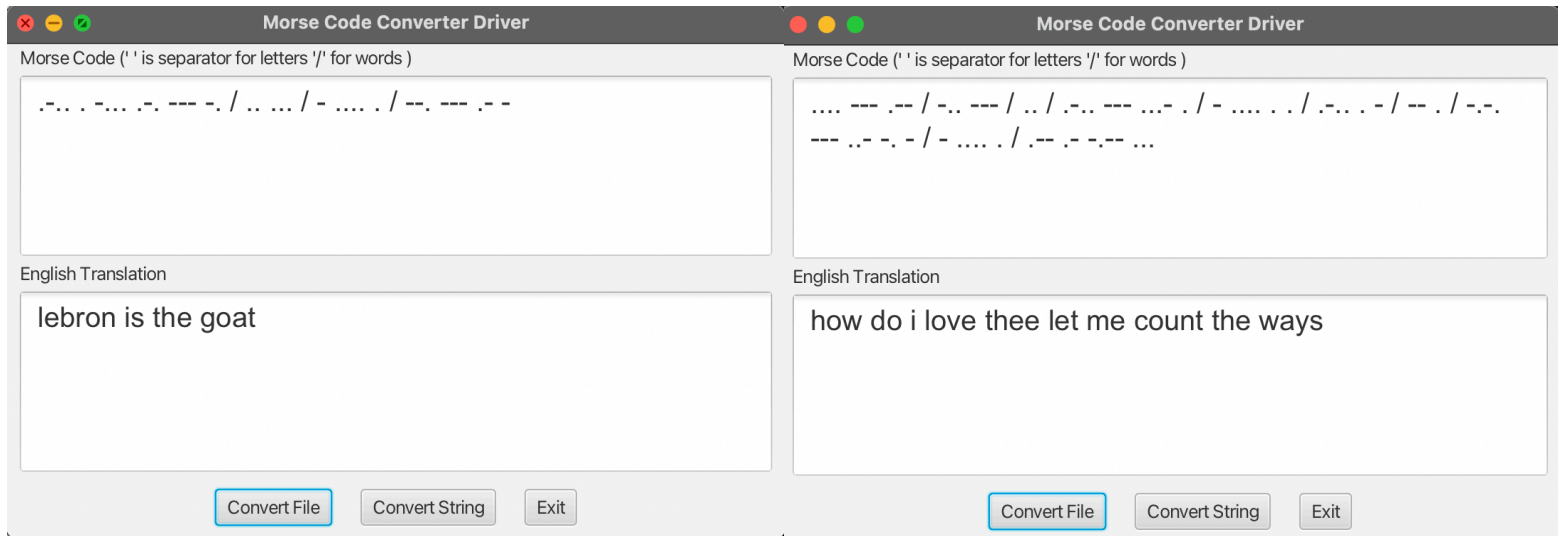 Morse Code Converter Driver
Morse Code (' ' is separator for letters '/' for words )
.-.. . -... .-. --- -. / .. ... / - .... . / --. --- .- -
English Translation
lebron is the goat
Convert File Convert String Exit
Morse Code Converter Driver
Morse Code (' ' is separator for letters '/' for words )
.... --- .-- / -.. --- / .. / .-.. --- ...- . / - .... . . / .-.. . - / -- . / -.-.
--- ..- -. - / - .... . / .-- .- -.-- ...
English Translation
how do i love thee let me count the ways
Convert File Convert String Exit